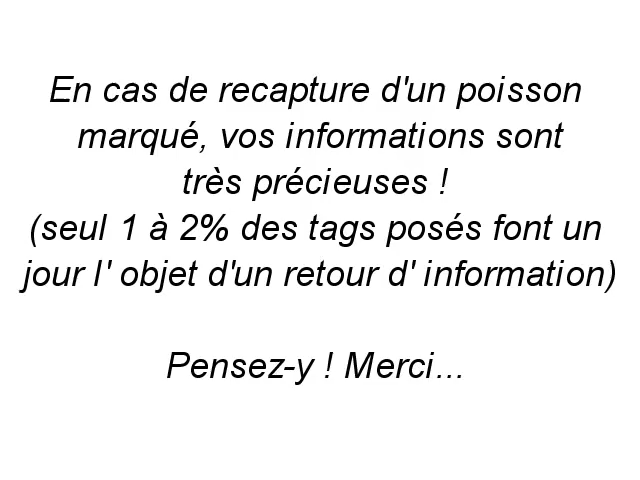 En cas de recapture d'un poisson
marqué, vos informations sont
très précieuses !
(seul 1 à 2% des tags posés font un
jour l' objet d'un retour d' information)
Pensez-y ! Merci...